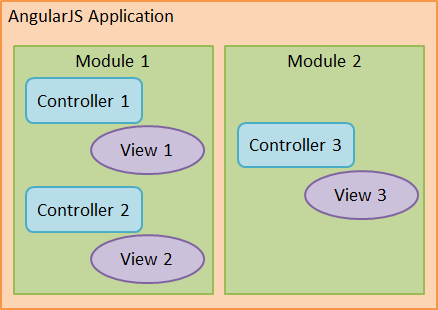 AngularJS Application
Module 1
Controller 1
View 1
Controller 2
View 2
Module 2
Controller 3
View 3